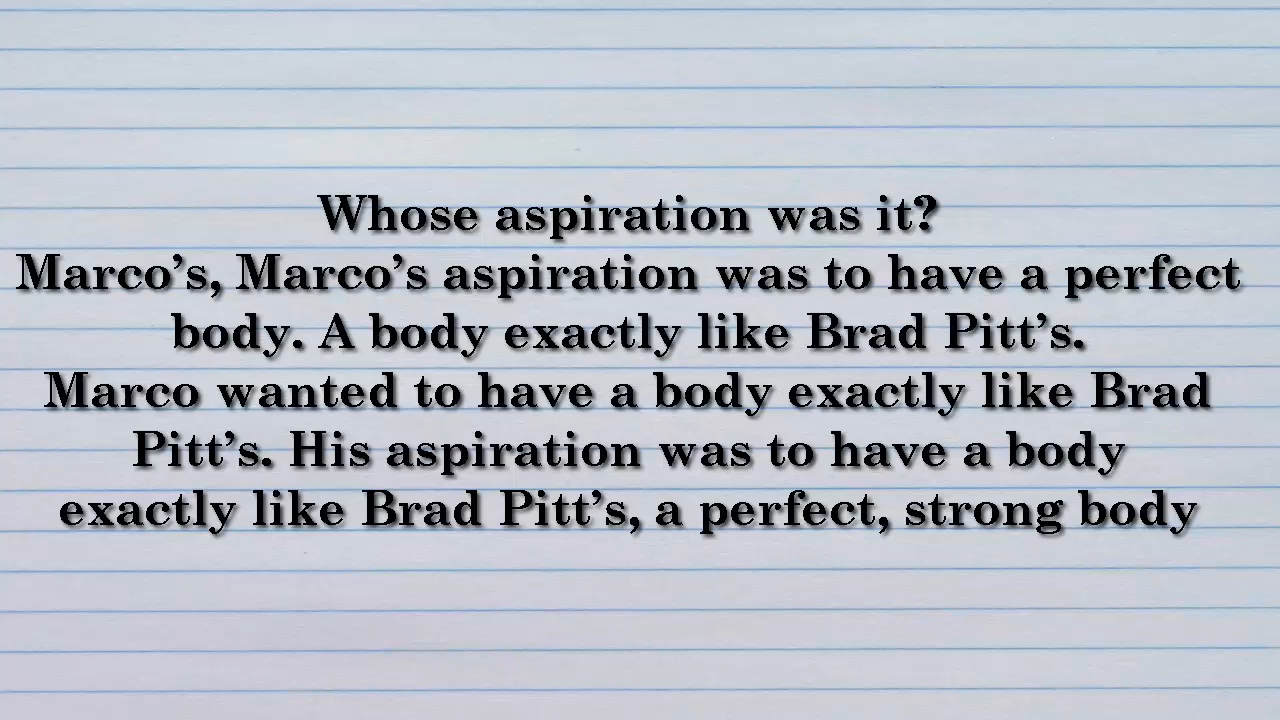 Whose aspiration was it?
Marco’s, Marco’s aspiration was to have a perfect
body. A body exactly like Brad Pitt’s.
Marco wanted to have a body exactly like Brad
Pitt’s. His aspiration was to have a body
exactly like Brad Pitt’s, a perfect, strong body